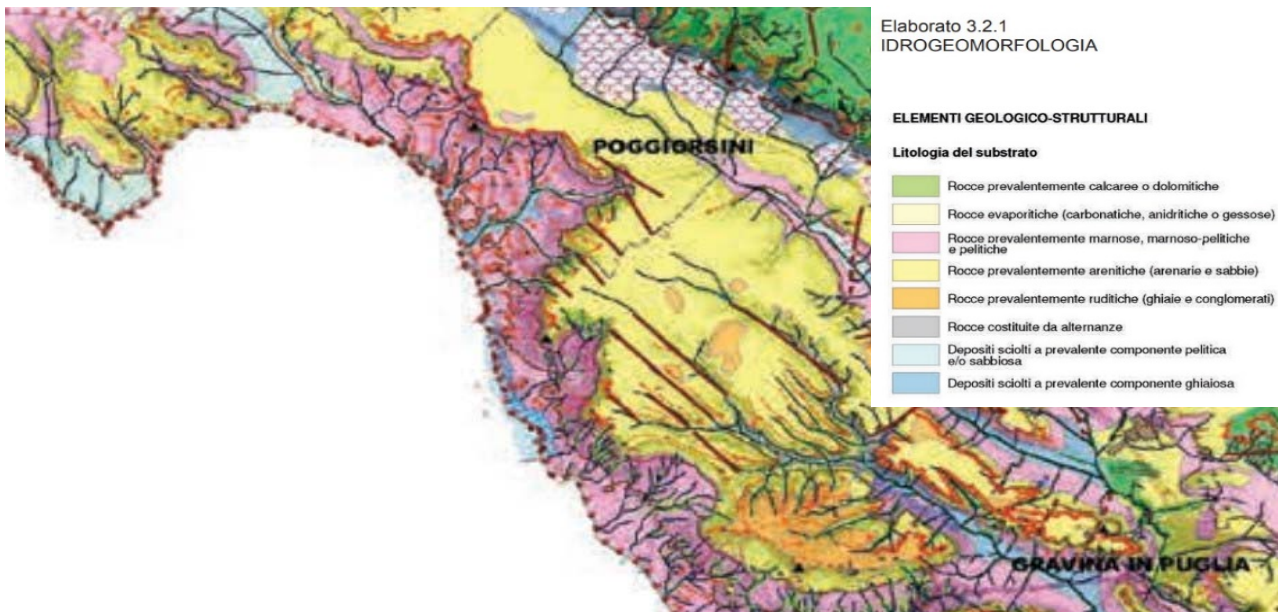 Elaborato 3.2.1
IDROGEOMORFOLOGIA
ELEMENTI GEOLOGICO-STRUTTURALI
Litologia del substrato
Rocce prevalentemente calcaree o dolomitiche
Rocce evaporitiche (carbonatiche, anidritiche o gessose)
Rocce prevalentemente marnose, marnoso-pelitiche
e pelitiche
Rocce prevalentemente arenitiche (arenarie e sabbie)
Rocce prevalentemente ruditiche (ghiaie e conglomerati)
Rocce costituite da alternanze
Depositi sciolti a prevalente componente pelitica
e/o sabbiosa
Depositi sciolti a prevalente componente ghiaiosa
POGGIORSINI
GRAVINA IN PUGLIA